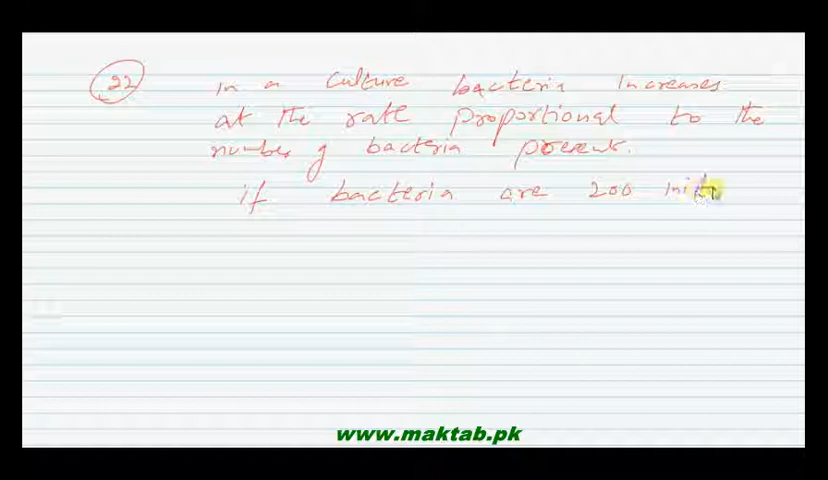 22 In a culture bacteria increases
at the rate proportional to the
number of bacteria present.
if bacteria are 200 init
www.maktab.pk